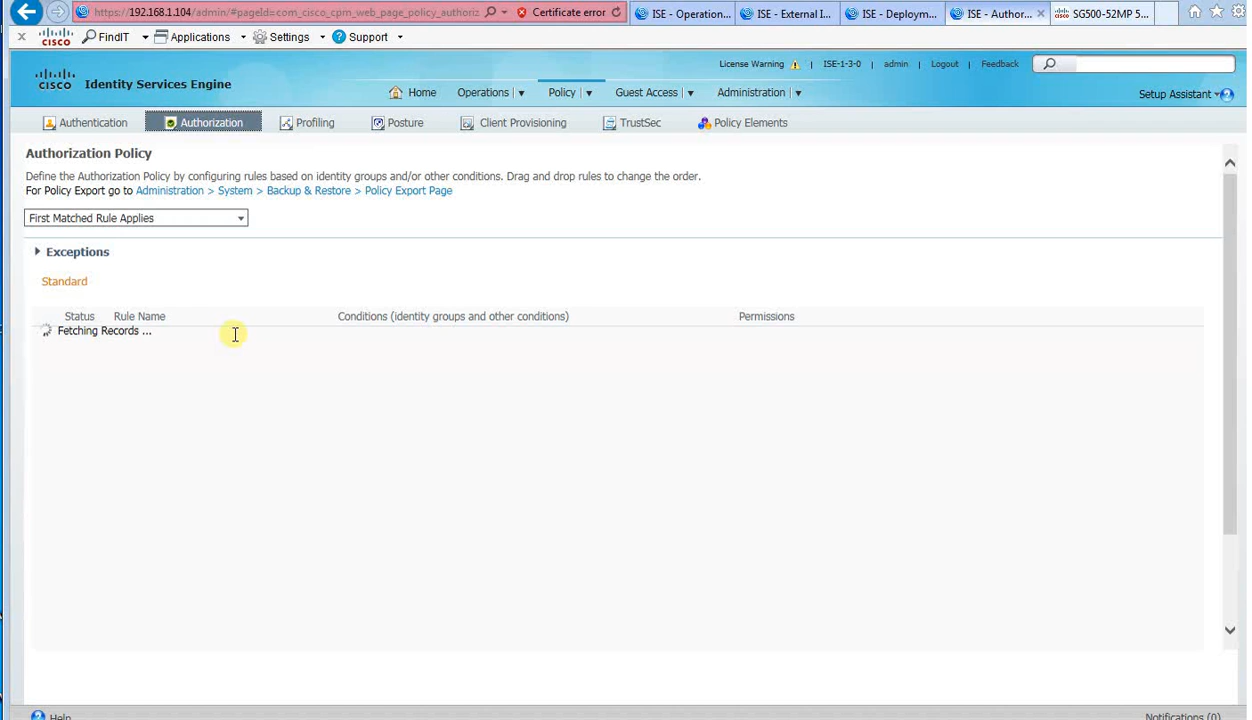 https://192.168.1.104/admin/#pageId=com_cisco_cpm_web_page_policy_authoriz Certificate error ISE - Operation... ISE - External I... ISE - Deploym... ISE - Author... SG500-52MP 5...
cisco FindIT Applications Settings Support
License Warning ISE-1-3-0 admin Logout Feedback
cisco Identity Services Engine
Home Operations Policy Guest Access Administration Setup Assistant
Authentication Authorization Profiling Posture Client Provisioning TrustSec Policy Elements
Authorization Policy
Define the Authorization Policy by configuring rules based on identity groups and/or other conditions. Drag and drop rules to change the order.
For Policy Export go to Administration > System > Backup & Restore > Policy Export Page
First Matched Rule Applies
Exceptions
Standard
Status Rule Name Conditions (identity groups and other conditions) Permissions
Fetching Records ...
Help Notifications (0)